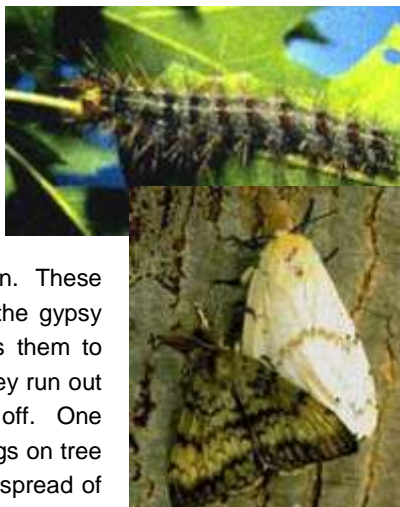 n. These
the gypsy
s them to
ey run out
off. One
gs on tree
spread of